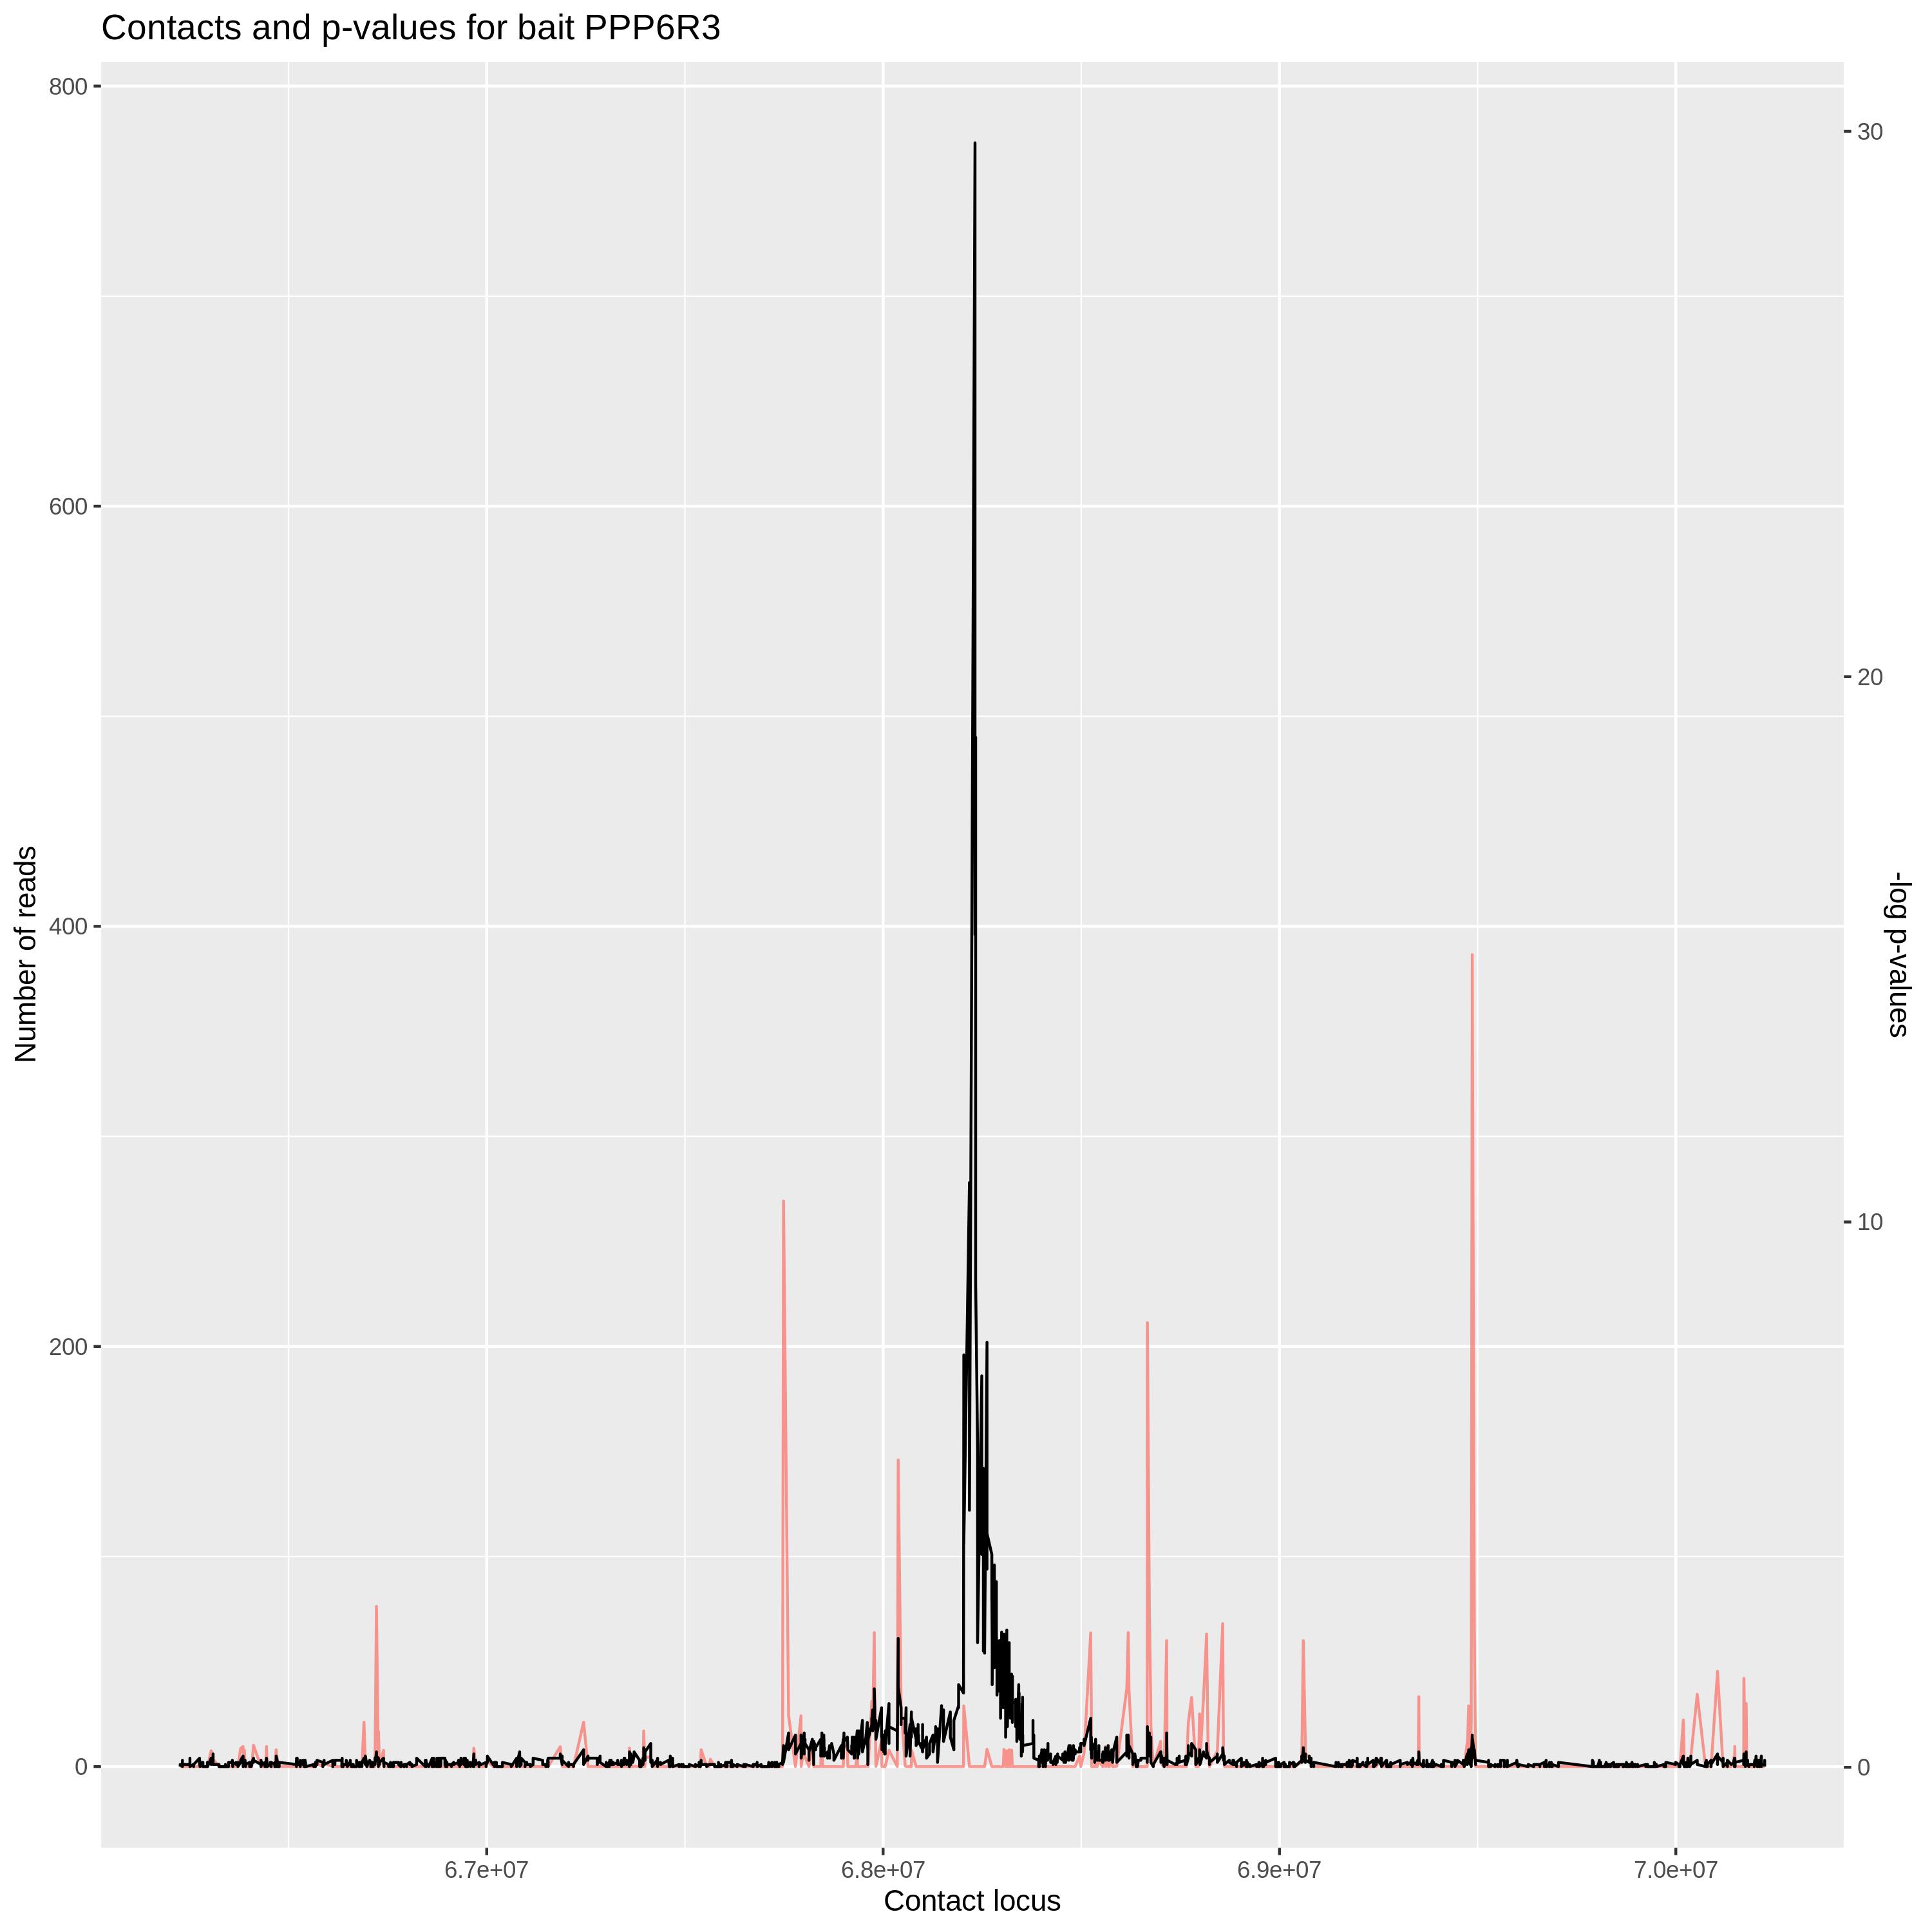 Contacts and p-values for bait PPP6R3
800
600
400
200
0
Number of reads
30
20
10
0
-log p-values
6.7e+07
6.8e+07
6.9e+07
7.0e+07
Contact locus